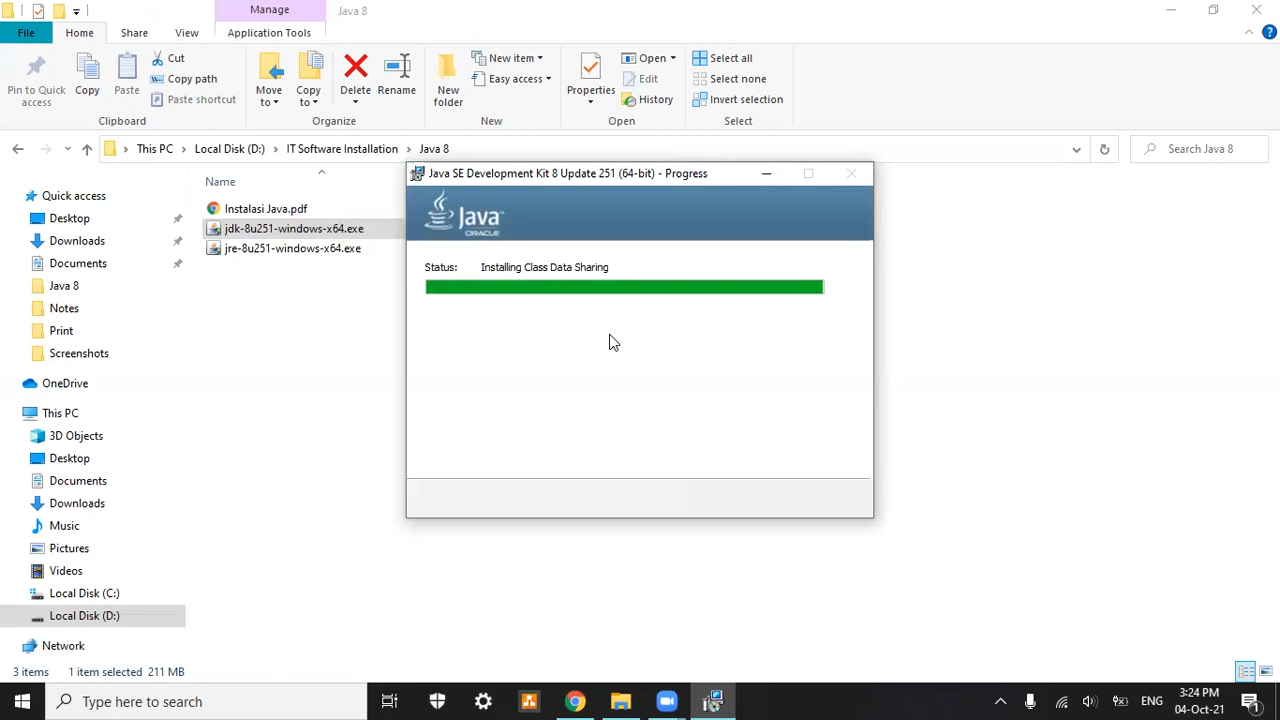 Manage
Java 8
File
Home
Share
View
Application Tools
Pin to Quick access
Copy
Paste
Cut
Copy path
Paste shortcut
Move to
Copy to
Delete
Rename
New folder
New item
Easy access
Properties
Open
Edit
History
Select all
Select none
Invert selection
Clipboard
Organize
New
Open
Select
This PC
Local Disk (D:)
IT Software Installation
Java 8
Search Java 8
Name
Quick access
Desktop
Downloads
Documents
Java 8
Notes
Print
Screenshots
OneDrive
This PC
3D Objects
Desktop
Documents
Downloads
Music
Pictures
Videos
Local Disk (C:)
Local Disk (D:)
Network
Instalasi Java.pdf
jdk-8u251-windows-x64.exe
jre-8u251-windows-x64.exe
Java SE Development Kit 8 Update 251 (64-bit) - Progress
Java
ORACLE
Status: Installing Class Data Sharing
3 items 1 item selected 211 MB
Type here to search
ENG
3:24 PM
04-Oct-21
1